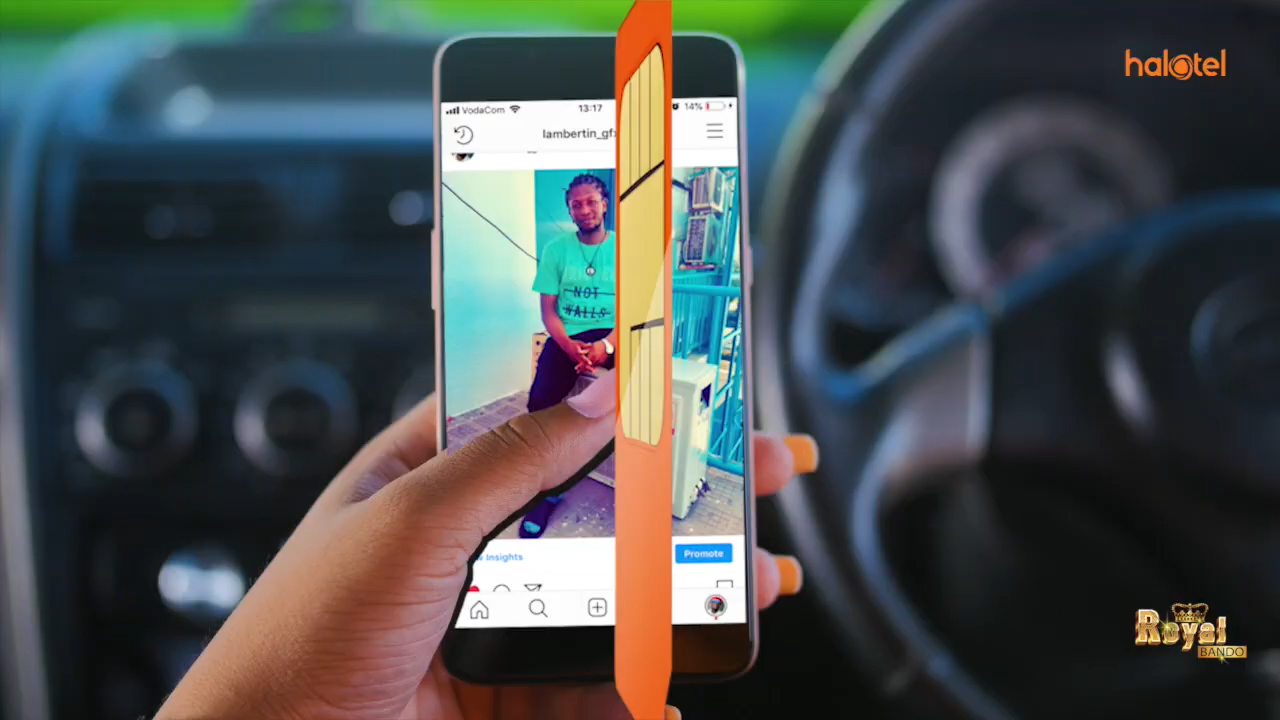 halotel
VodaCom
13:17
14%
lambertin_gf
NOT
WALLS
Insights
Promote
Royal
BANDO